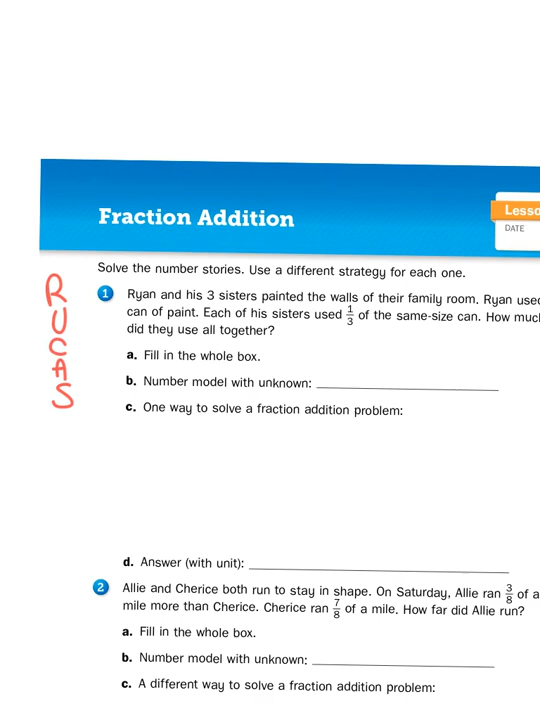 Fraction Addition
Lesso
DATE
Solve the number stories. Use a different strategy for each one.
RUCAS
1 Ryan and his 3 sisters painted the walls of their family room. Ryan used
can of paint. Each of his sisters used 1/3 of the same-size can. How much
did they use all together?
a. Fill in the whole box.
b. Number model with unknown:
c. One way to solve a fraction addition problem:
d. Answer (with unit):
2 Allie and Cherice both run to stay in shape. On Saturday, Allie ran 3/8 of a
mile more than Cherice. Cherice ran 7/8 of a mile. How far did Allie run?
a. Fill in the whole box.
b. Number model with unknown:
c. A different way to solve a fraction addition problem: